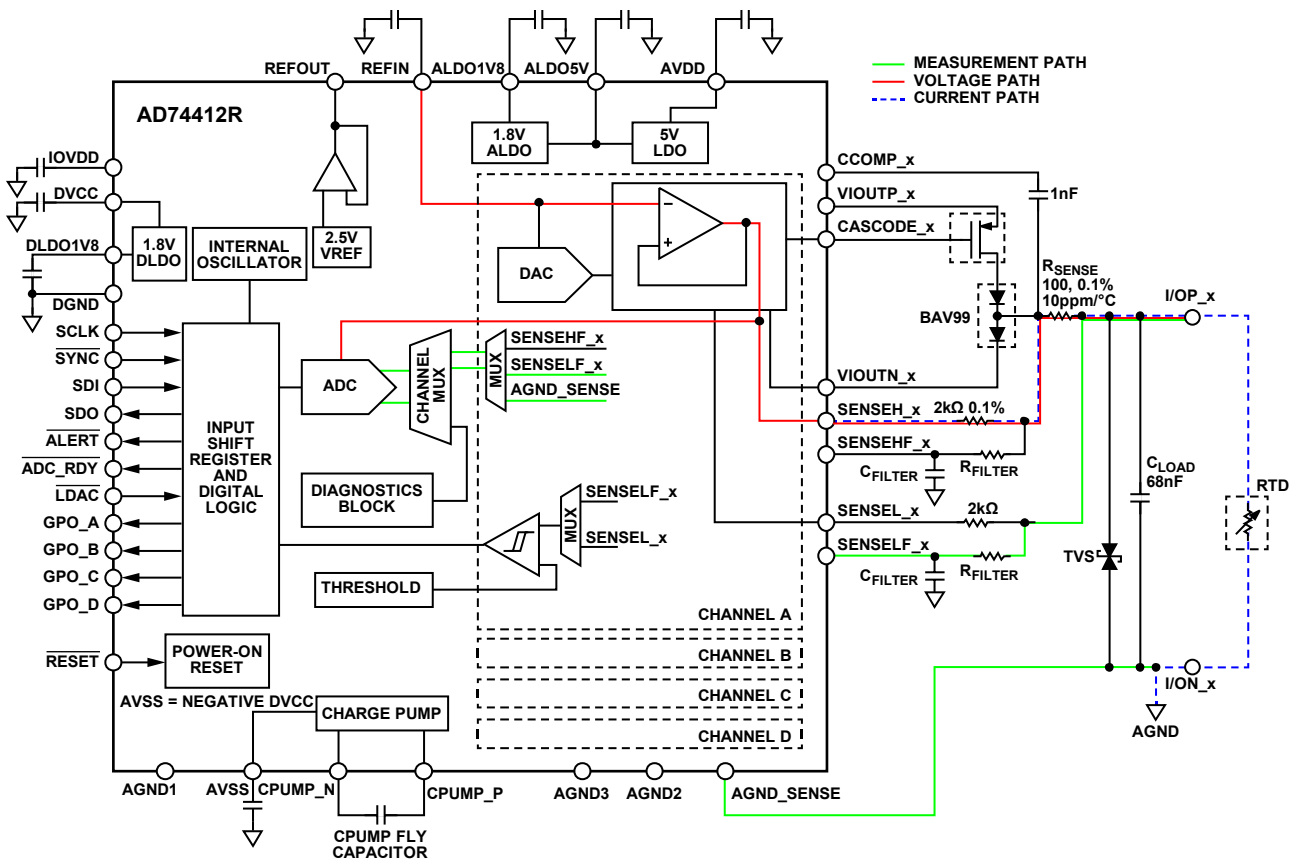 REFOUT
REFIN
ALDO1V8
ALDO5V
AVDD
MEASUREMENT PATH
VOLTAGE PATH
CURRENT PATH
AD74412R
1.8V
ALDO
5V
LDO
IOVDD
DVCC
DLDO1V8
DGND
1.8V
DLDO
INTERNAL
OSCILLATOR
2.5V
VREF
DAC
−
+
CCOMP_x
VIOUTP_x
CASCODE_x
1nF
RSENSE
100, 0.1%
10ppm/°C
I/OP_x
BAV99
VIOUTN_x
SCLK
SYNC
SDI
SDO
ALERT
ADC_RDY
LDAC
GPO_A
GPO_B
GPO_C
GPO_D
RESET
INPUT
SHIFT
REGISTER
AND
DIGITAL
LOGIC
ADC
CHANNEL
MUX
MUX
SENSEHF_x
SENSELF_x
AGND_SENSE
DIAGNOSTICS
BLOCK
MUX
SENSELF_x
SENSEL_x
THRESHOLD
SENSEH_x
2kΩ 0.1%
SENSEHF_x
CFILTER
RFILTER
SENSEL_x
2kΩ
SENSELF_x
CFILTER
RFILTER
CLOAD
68nF
RTD
TVS
CHANNEL A
CHANNEL B
CHANNEL C
CHANNEL D
POWER-ON
RESET
AVSS = NEGATIVE DVCC
CHARGE PUMP
I/ON_x
AGND
AGND1
AVSS
CPUMP_N
CPUMP_P
AGND3
AGND2
AGND_SENSE
CPUMP FLY
CAPACITOR